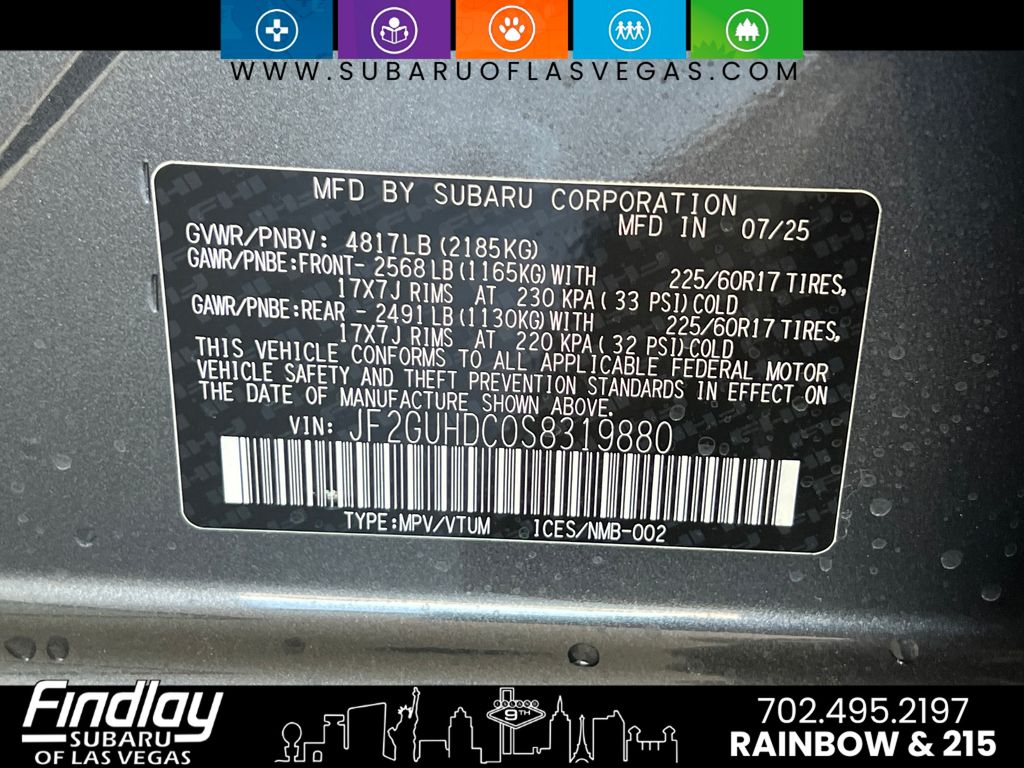 WWW.SUBARUOFLASVEGAS.COM
MFD BY SUBARU CORPORATION
MFD IN 07/25
GVWR/PNBV: 4817LB (2185KG)
GAWR/PNBE:FRONT- 2568 LB (1165KG) WITH 225/60R17 TIRES,
17X7J RIMS AT 230 KPA ( 33 PSI) COLD
GAWR/PNBE:REAR - 2491 LB (1130KG) WITH 225/60R17 TIRES,
17X7J RIMS AT 220 KPA ( 32 PSI) COLD
THIS VEHICLE CONFORMS TO ALL APPLICABLE FEDERAL MOTOR
VEHICLE SAFETY AND THEFT PREVENTION STANDARDS IN EFFECT ON
THE DATE OF MANUFACTURE SHOWN ABOVE.
VIN: JF2GUHDC0S8319880
TYPE:MPV/VTUM ICES/NMB-002
Findlay
SUBARU
OF LAS VEGAS
9TH
702.495.2197
RAINBOW & 215